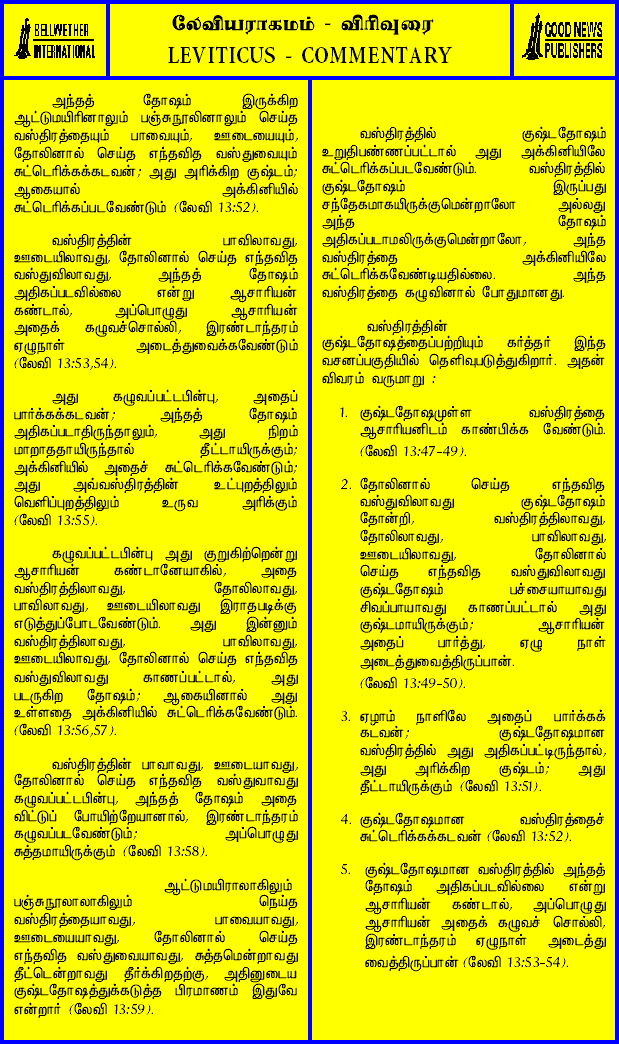 BELLWETHER
INTERNATIONAL
லேவியராகமம் - விரிவுரை
LEVITICUS - COMMENTARY
GOOD NEWS
PUBLISHERS
அந்தத் தோஷம் இருக்கிற
ஆட்டுமயிரினாலும் பஞ்சுநூலினாலும் செய்த
வஸ்திரத்தையும் பாவையும், ஊடையையும்,
தோலினால் செய்த எந்தவித வஸ்துவையும்
சுட்டெரிக்கக்கடவன்; அது அரிக்கிற குஷ்டம்;
ஆகையால் அக்கினியில்
சுட்டெரிக்கப்படவேண்டும் (லேவி 13:52).
வஸ்திரத்தின் பாவிலாவது,
ஊடையிலாவது, தோலினால் செய்த எந்தவித
வஸ்துவிலாவது, அந்தத் தோஷம்
அதிகப்படவில்லை என்று ஆசாரியன்
கண்டால், அப்பொழுது ஆசாரியன்
அதைக் கழுவச்சொல்லி, இரண்டாந்தரம்
ஏழுநாள் அடைத்துவைக்கவேண்டும்
(லேவி 13:53,54).
அது கழுவப்பட்டபின்பு, அதைப்
பார்க்கக்கடவன்; அந்தத் தோஷம்
அதிகப்படாதிருந்தாலும், அது நிறம்
மாறாததாயிருந்தால் தீட்டாயிருக்கும்;
அக்கினியில் அதைச் சுட்டெரிக்கவேண்டும்;
அது அவ்வஸ்திரத்தின் உட்புறத்திலும்
வெளிப்புறத்திலும் உருவ அரிக்கும்
(லேவி 13:55).
கழுவப்பட்டபின்பு அது குறுகிற்றென்று
ஆசாரியன் கண்டானேயாகில், அதை
வஸ்திரத்திலாவது, தோலிலாவது,
பாவிலாவது, ஊடையிலாவது இராதபடிக்கு
எடுத்துப்போடவேண்டும். அது இன்னும்
வஸ்திரத்திலாவது, பாவிலாவது,
ஊடையிலாவது, தோலினால் செய்த எந்தவித
வஸ்துவிலாவது காணப்பட்டால், அது
படருகிற தோஷம்; ஆகையினால் அது
உள்ளதை அக்கினியில் சுட்டெரிக்கவேண்டும்.
(லேவி 13:56,57).
வஸ்திரத்தின் பாவாவது, ஊடையாவது,
தோலினால் செய்த எந்தவித வஸ்துவாவது
கழுவப்பட்டபின்பு, அந்தத் தோஷம் அதை
விட்டுப் போயிற்றேயானால், இரண்டாந்தரம்
கழுவப்படவேண்டும்; அப்பொழுது
சுத்தமாயிருக்கும் (லேவி 13:58).
ஆட்டுமயிராலாகிலும்
பஞ்சுநூலாலாகிலும் நெய்த
வஸ்திரத்தையாவது, பாவையாவது,
ஊடையையாவது, தோலினால் செய்த
எந்தவித வஸ்துவையாவது, சுத்தமென்றாவது
தீட்டென்றாவது தீர்க்கிறதற்கு, அதினுடைய
குஷ்டதோஷத்துக்கடுத்த பிரமாணம் இதுவே
என்றார் (லேவி 13:59).
வஸ்திரத்தில் குஷ்டதோஷம்
உறுதிபண்ணப்பட்டால் அது அக்கினியிலே
சுட்டெரிக்கப்படவேண்டும். வஸ்திரத்தில்
குஷ்டதோஷம் இருப்பது
சந்தேகமாகயிருக்குமென்றாலோ அல்லது
அந்த தோஷம்
அதிகப்படாமலிருக்குமென்றாலோ, அந்த
வஸ்திரத்தை அக்கினியிலே
சுட்டெரிக்கவேண்டியதில்லை. அந்த
வஸ்திரத்தை கழுவினால் போதுமானது.
வஸ்திரத்தின்
குஷ்டதோஷத்தைப்பற்றியும் கர்த்தர் இந்த
வசனப்பகுதியில் தெளிவுபடுத்துகிறார். அதன்
விவரம் வருமாறு :
1. குஷ்டதோஷமுள்ள வஸ்திரத்தை
ஆசாரியனிடம் காண்பிக்க வேண்டும்.
(லேவி 13:47-49).
2. தோலினால் செய்த எந்தவித
வஸ்துவிலாவது குஷ்டதோஷம்
தோன்றி, வஸ்திரத்திலாவது,
தோலிலாவது, பாவிலாவது,
ஊடையிலாவது, தோலினால்
செய்த எந்தவித வஸ்துவிலாவது
குஷ்டதோஷம் பச்சையாயாவது
சிவப்பாயாவது காணப்பட்டால் அது
குஷ்டமாயிருக்கும்; ஆசாரியன்
அதைப் பார்த்து, ஏழு நாள்
அடைத்துவைத்திருப்பான்.
(லேவி 13:49-50).
3. ஏழாம் நாளிலே அதைப் பார்க்கக்
கடவன்; குஷ்டதோஷமான
வஸ்திரத்தில் அது அதிகப்பட்டிருந்தால்,
அது அரிக்கிற குஷ்டம்; அது
தீட்டாயிருக்கும் (லேவி 13:51).
4. குஷ்டதோஷமான வஸ்திரத்தைச்
சுட்டெரிக்கக்கடவன் (லேவி 13:52).
5. குஷ்டதோஷமான வஸ்திரத்தில் அந்தத்
தோஷம் அதிகப்படவில்லை என்று
ஆசாரியன் கண்டால், அப்பொழுது
ஆசாரியன் அதைக் கழுவச் சொல்லி,
இரண்டாந்தரம் ஏழுநாள் அடைத்து
வைத்திருப்பான் (லேவி 13:53-54).